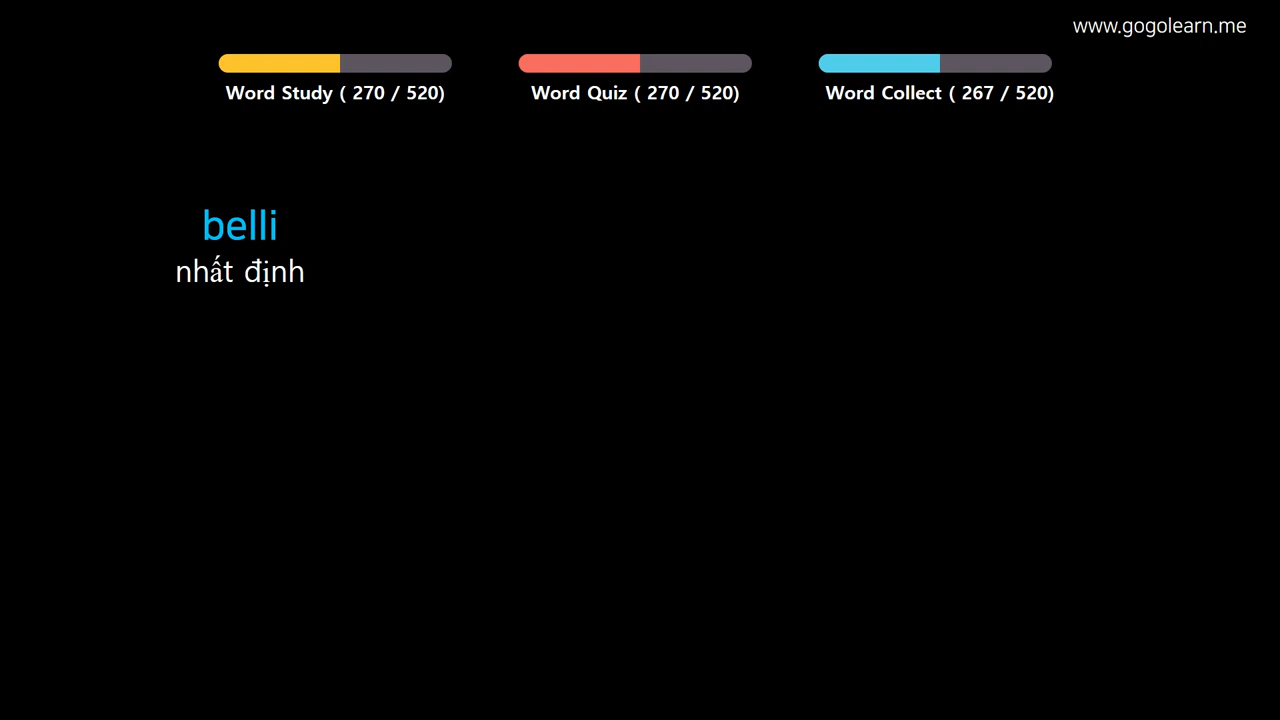 www.gogolearn.me
Word Study ( 270 / 520)
Word Quiz ( 270 / 520)
Word Collect ( 267 / 520)
belli
nhất định